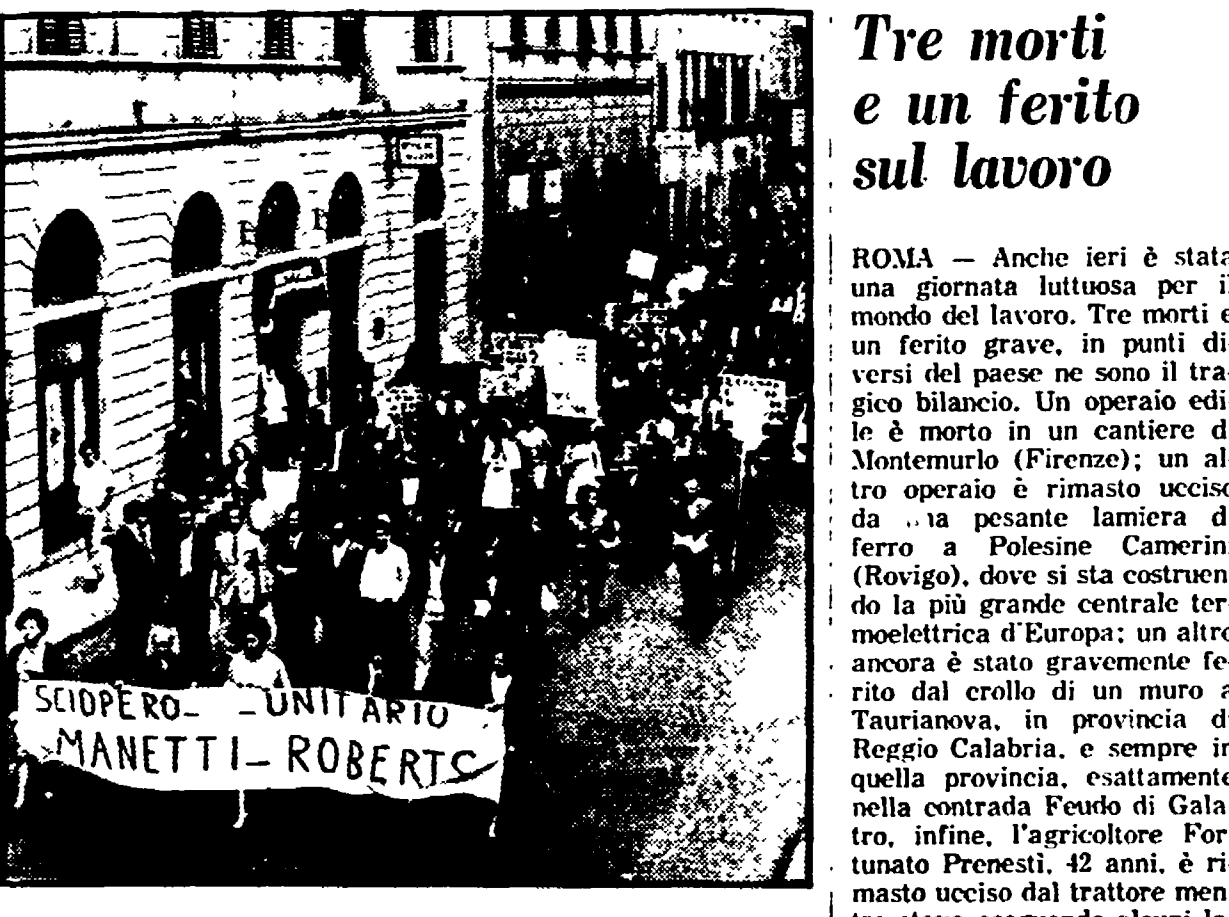 SCIOPERO_ _UNITARIO
MANETTI_ROBERTS
Tre morti
e un ferito
sul lavoro
ROMA — Anche ieri è stata
una giornata luttuosa per il
mondo del lavoro. Tre morti e
un ferito grave, in punti di-
versi del paese ne sono il tra-
gico bilancio. Un operaio edi-
le è morto in un cantiere di
Montemurlo (Firenze); un al-
tro operaio è rimasto ucciso
da pesante lamiera di
ferro a Polesine Camerini
(Rovigo), dove si sta costruen-
do la più grande centrale ter-
moelettrica d'Europa; un altro
ancora è stato gravemente fe-
rito dal crollo di un muro a
Taurianova, in provincia di
Reggio Calabria, e sempre in
quella provincia, esattamente
nella contrada Feudo di Gala-
tro, infine, l'agricoltore For-
tunato Prenestì, 42 anni, è ri-
masto ucciso dal trattore men-